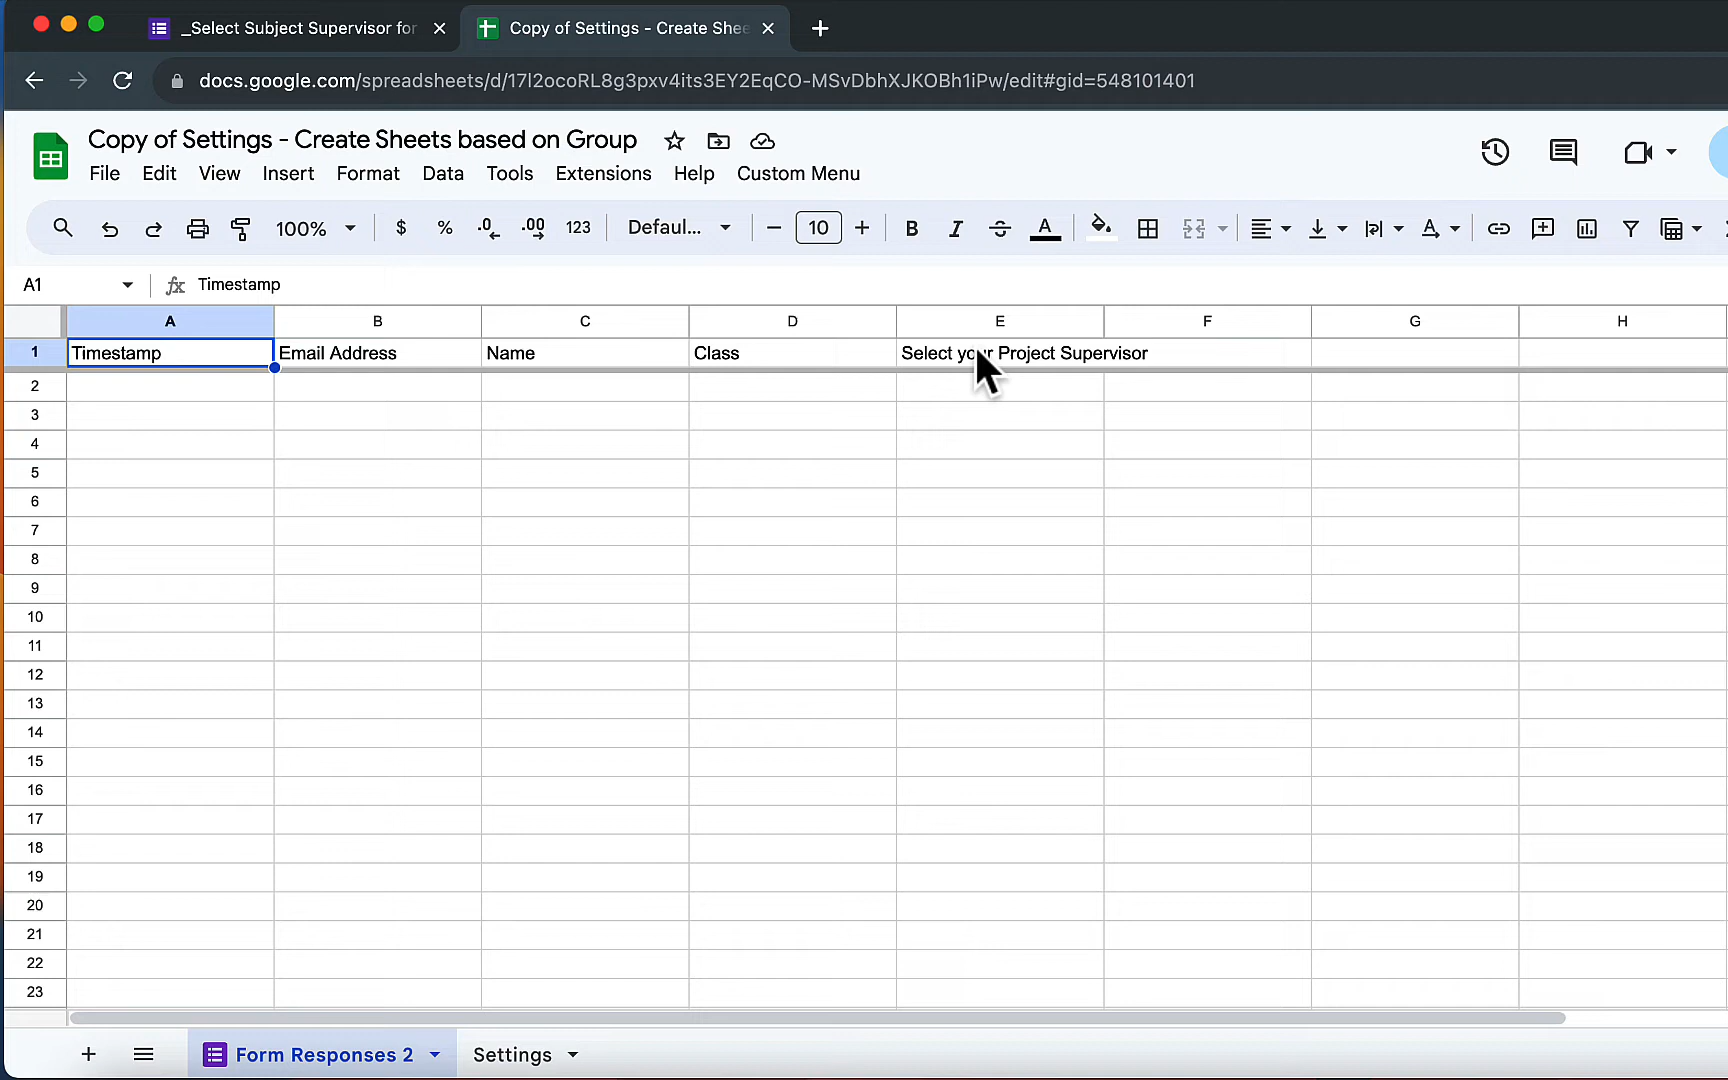 _Select Subject Supervisor for
Copy of Settings - Create Shee
docs.google.com/spreadsheets/d/17l2ocoRL8g3pxv4its3EY2EqCO-MSvDbhXJKOBh1iPw/edit#gid=548101401
Copy of Settings - Create Sheets based on Group
File Edit View Insert Format Data Tools Extensions Help Custom Menu
100% $ % .0 .00 123 Defaul... 10 B I A
A1 fx Timestamp
A B C D E F G H
1 Timestamp Email Address Name Class Select your Project Supervisor
2
3
4
5
6
7
8
9
10
11
12
13
14
15
16
17
18
19
20
21
22
23
Form Responses 2 Settings